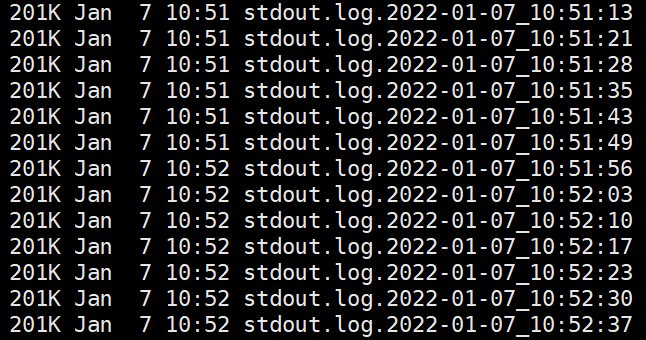 201K Jan  7 10:51 stdout.log.2022-01-07_10:51:13
201K Jan  7 10:51 stdout.log.2022-01-07_10:51:21
201K Jan  7 10:51 stdout.log.2022-01-07_10:51:28
201K Jan  7 10:51 stdout.log.2022-01-07_10:51:35
201K Jan  7 10:51 stdout.log.2022-01-07_10:51:43
201K Jan  7 10:51 stdout.log.2022-01-07_10:51:49
201K Jan  7 10:52 stdout.log.2022-01-07_10:51:56
201K Jan  7 10:52 stdout.log.2022-01-07_10:52:03
201K Jan  7 10:52 stdout.log.2022-01-07_10:52:10
201K Jan  7 10:52 stdout.log.2022-01-07_10:52:17
201K Jan  7 10:52 stdout.log.2022-01-07_10:52:23
201K Jan  7 10:52 stdout.log.2022-01-07_10:52:30
201K Jan  7 10:52 stdout.log.2022-01-07_10:52:37